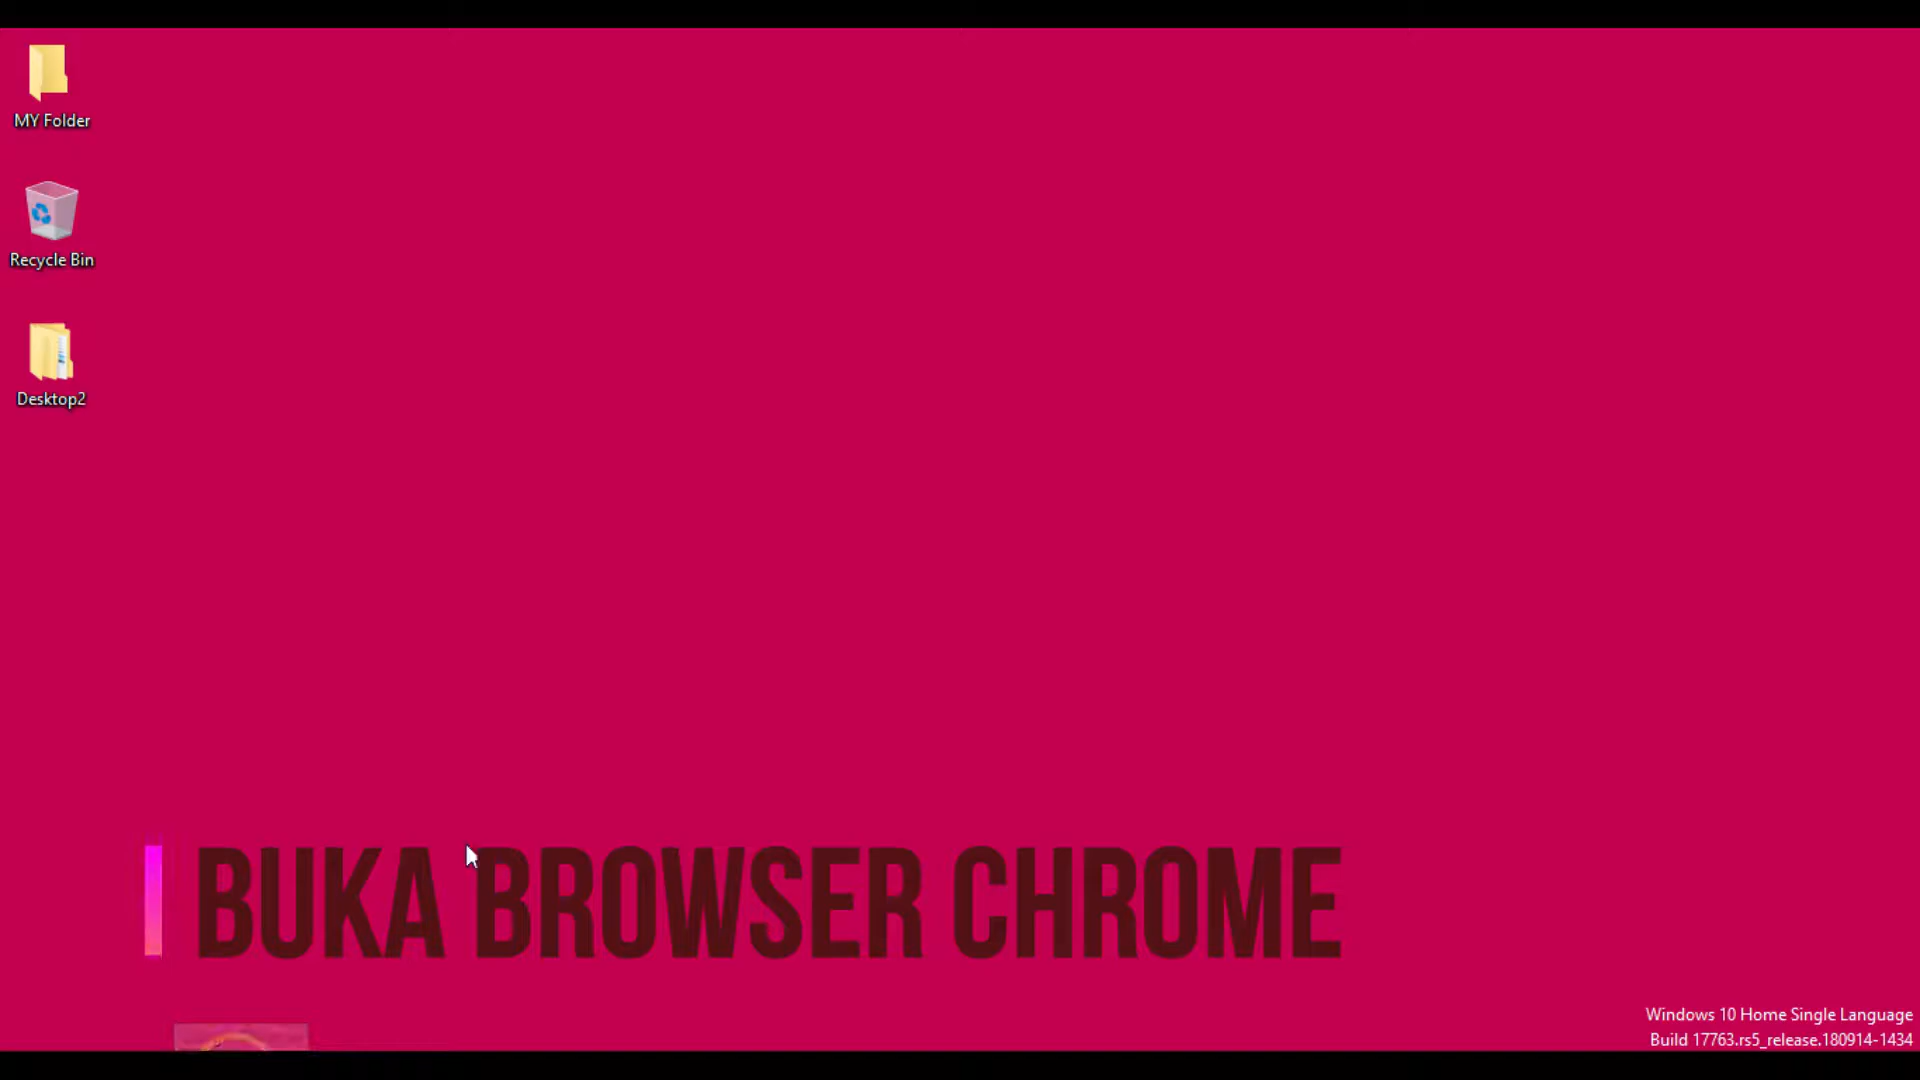 MY Folder
Recycle Bin
Desktop2
BUKA BROWSER CHROME
Windows 10 Home Single Language
Build 17763.rs5_release.180914-1434